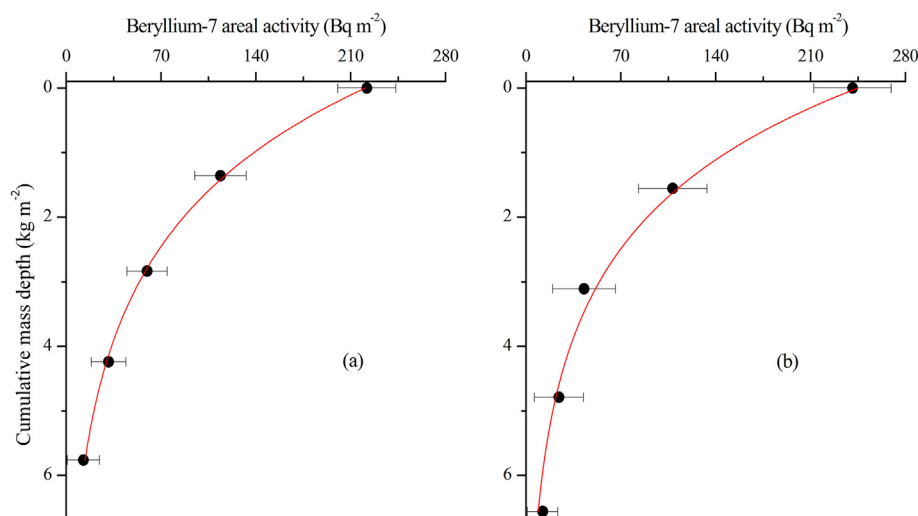 Beryllium-7 areal activity (Bq m⁻²)
0 70 140 210 280
Cumulative mass depth (kg m⁻²)
0
2
4
6
(a)
Beryllium-7 areal activity (Bq m⁻²)
0 70 140 210 280
0
2
4
6
(b)